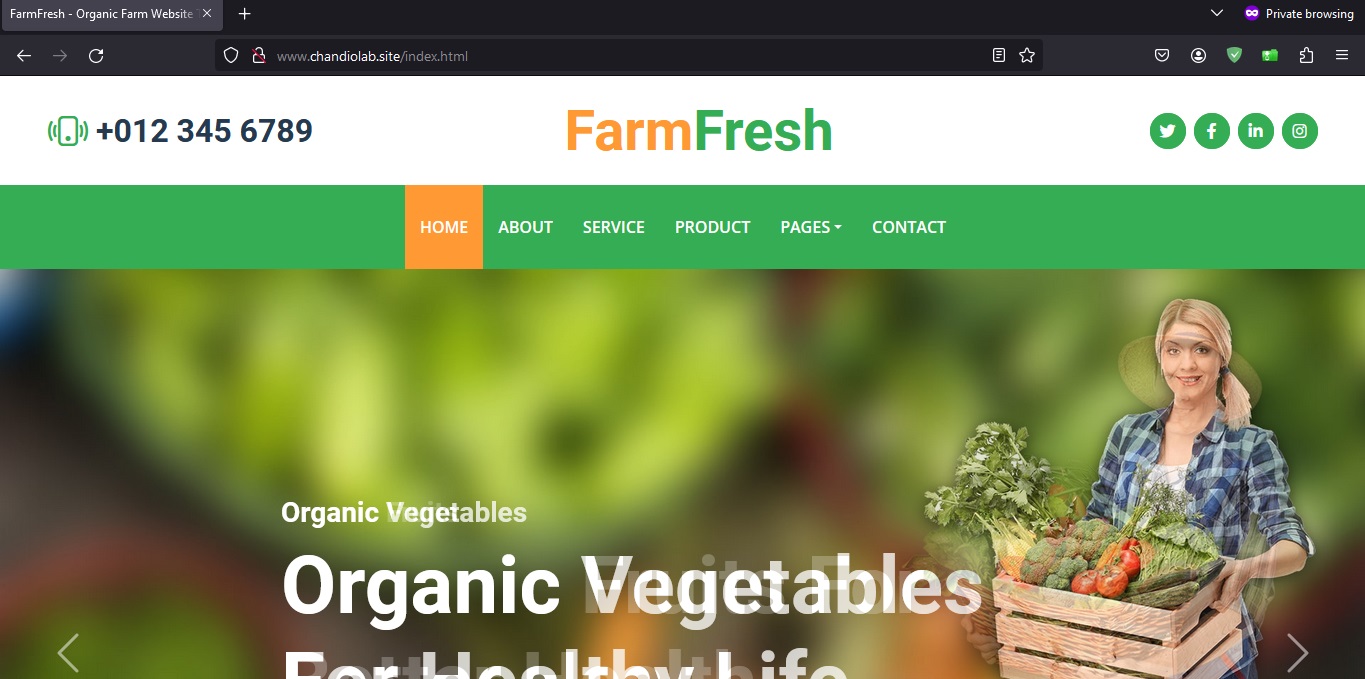 FarmFresh - Organic Farm Website
Private browsing
www.chandiolab.site/index.html
+012 345 6789
FarmFresh
HOME ABOUT SERVICE PRODUCT PAGES CONTACT
Organic Vegetables
Organic Vegetables
For Healthy Life